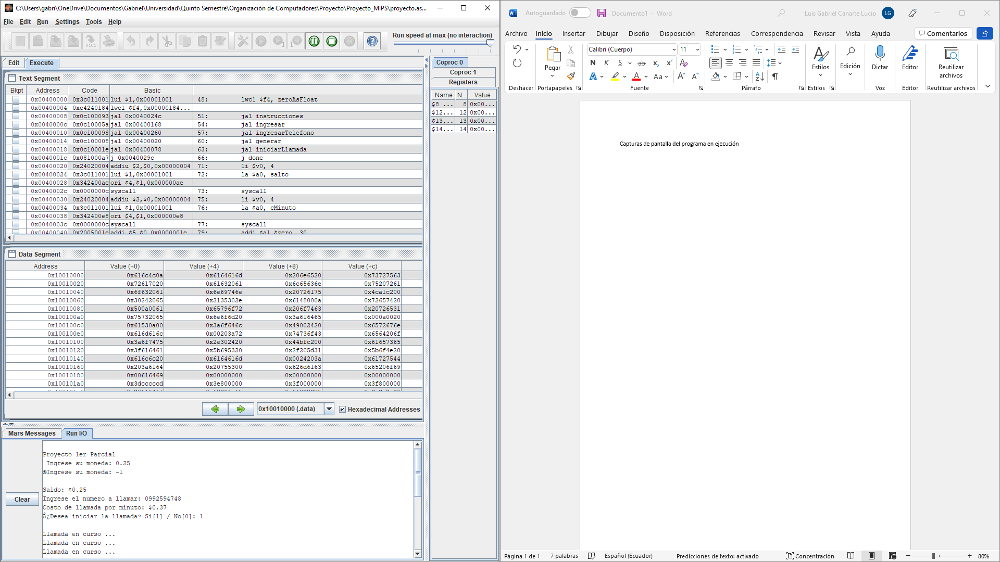 C:\Users\gabri\OneDrive\Documentos\Gabriel\Universidad\Quinto Semestre\Organización de Computadores\Proyecto\Proyecto_MIPS\proyecto.as...
File Edit Run Settings Tools Help
Run speed at max (no interaction)
Edit Execute
Text Segment
Bkpt Address Code Basic
0x00400000 0x3c011001 lui $1,0x00001001 48: lwc1 $f4, zeroAsFloat
0x00400004 0xc4240184 lwc1 $f4,0x00000184...
0x00400008 0x0c100093 jal 0x0040024c 51: jal instrucciones
0x0040000c 0x0c10005a jal 0x00400168 54: jal ingresar
0x00400010 0x0c100098 jal 0x00400260 57: jal ingresarTelefono
0x00400014 0x0c100008 jal 0x00400020 60: jal generar
0x00400018 0x0c10001e jal 0x00400078 63: jal iniciarLlamada
0x0040001c 0x081000a7 j 0x0040029c 66: j done
0x00400020 0x24020004 addiu $2,$0,0x00000004 71: li $v0, 4
0x00400024 0x3c011001 lui $1,0x00001001 72: la $a0, salto
0x00400028 0x342400ae ori $4,$1,0x000000ae
0x0040002c 0x0000000c syscall 73: syscall
0x00400030 0x24020004 addiu $2,$0,0x00000004 75: li $v0, 4
0x00400034 0x3c011001 lui $1,0x00001001 76: la $a0, cMinuto
0x00400038 0x342400e8 ori $4,$1,0x000000e8
0x0040003c 0x0000000c syscall 77: syscall
0x00400040 0x2005001e addi $5,$0,0x0000001e 79: addi $a1 $zero, 30
Data Segment
Address Value (+0) Value (+4) Value (+8) Value (+c)
0x10010000 0x616c4c0a 0x6164616d 0x206e6520 0x73727563
0x10010020 0x72617020 0x61632061 0x6c65636e 0x75207261
0x10010040 0x6f632061 0x6e69746e 0x20726175 0x4ca1c200
0x10010060 0x30242065 0x2135302e 0x6148000a 0x72657420
0x10010080 0x500a0061 0x65796f72 0x206f7463 0x20726531
0x100100a0 0x75732065 0x6e6f6d20 0x3a616465 0x000a0020
0x100100c0 0x61530a00 0x3a6f646c 0x49002420 0x6572676e
0x100100e0 0x616d616c 0x00203a72 0x74736f43 0x6564206f
0x10010100 0x3a6f7475 0x2e302420 0x44bfc200 0x61657365
0x10010120 0x3f616461 0x5b695320 0x2f205d31 0x5b6f4e20
0x10010140 0x616c6c20 0x6164616d 0x0024203a 0x61727544
0x10010160 0x203a6164 0x20755300 0x626d6163 0x65206f69
0x10010180 0x00616469 0x00000000 0x00000000 0x00000000
0x100101a0 0x3dcccccd 0x3e800000 0x3f000000 0x3f800000
0x10010000 (.data) Hexadecimal Addresses
Mars Messages Run I/O
Clear
Proyecto 1er Parcial
Ingrese su moneda: 0.25
Ingrese su moneda: -1
Saldo: $0.25
Ingrese el numero a llamar: 0992594748
Costo de llamada por minuto: $0.37
Â¿Desea iniciar la llamada? Si[1] / No[0]: 1
Llamada en curso ...
Llamada en curso ...
Llamada en curso ...
Coproc 0
Coproc 1
Registers
Name N... Value
$8 ... 8 0x00...
$12... 12 0x00...
$13... 13 0x00...
$14... 14 0x00...
Autoguardado Documento1 - Word Luis Gabriel Canarte Lucio LG
Archivo Inicio Insertar Dibujar Diseño Disposición Referencias Correspondencia Revisar Vista Ayuda Comentarios
Calibri (Cuerpo) 11
Pegar
N K S ab x₂ x²
A A Aa A A
Estilos Edición Dictar Editor Reutilizar archivos
Deshacer Portapapeles Fuente Párrafo Estilos Voz Editor Reutilizar archivos
Capturas de pantalla del programa en ejecución
Página 1 de 1 7 palabras Español (Ecuador) Predicciones de texto: activado Concentración 80%